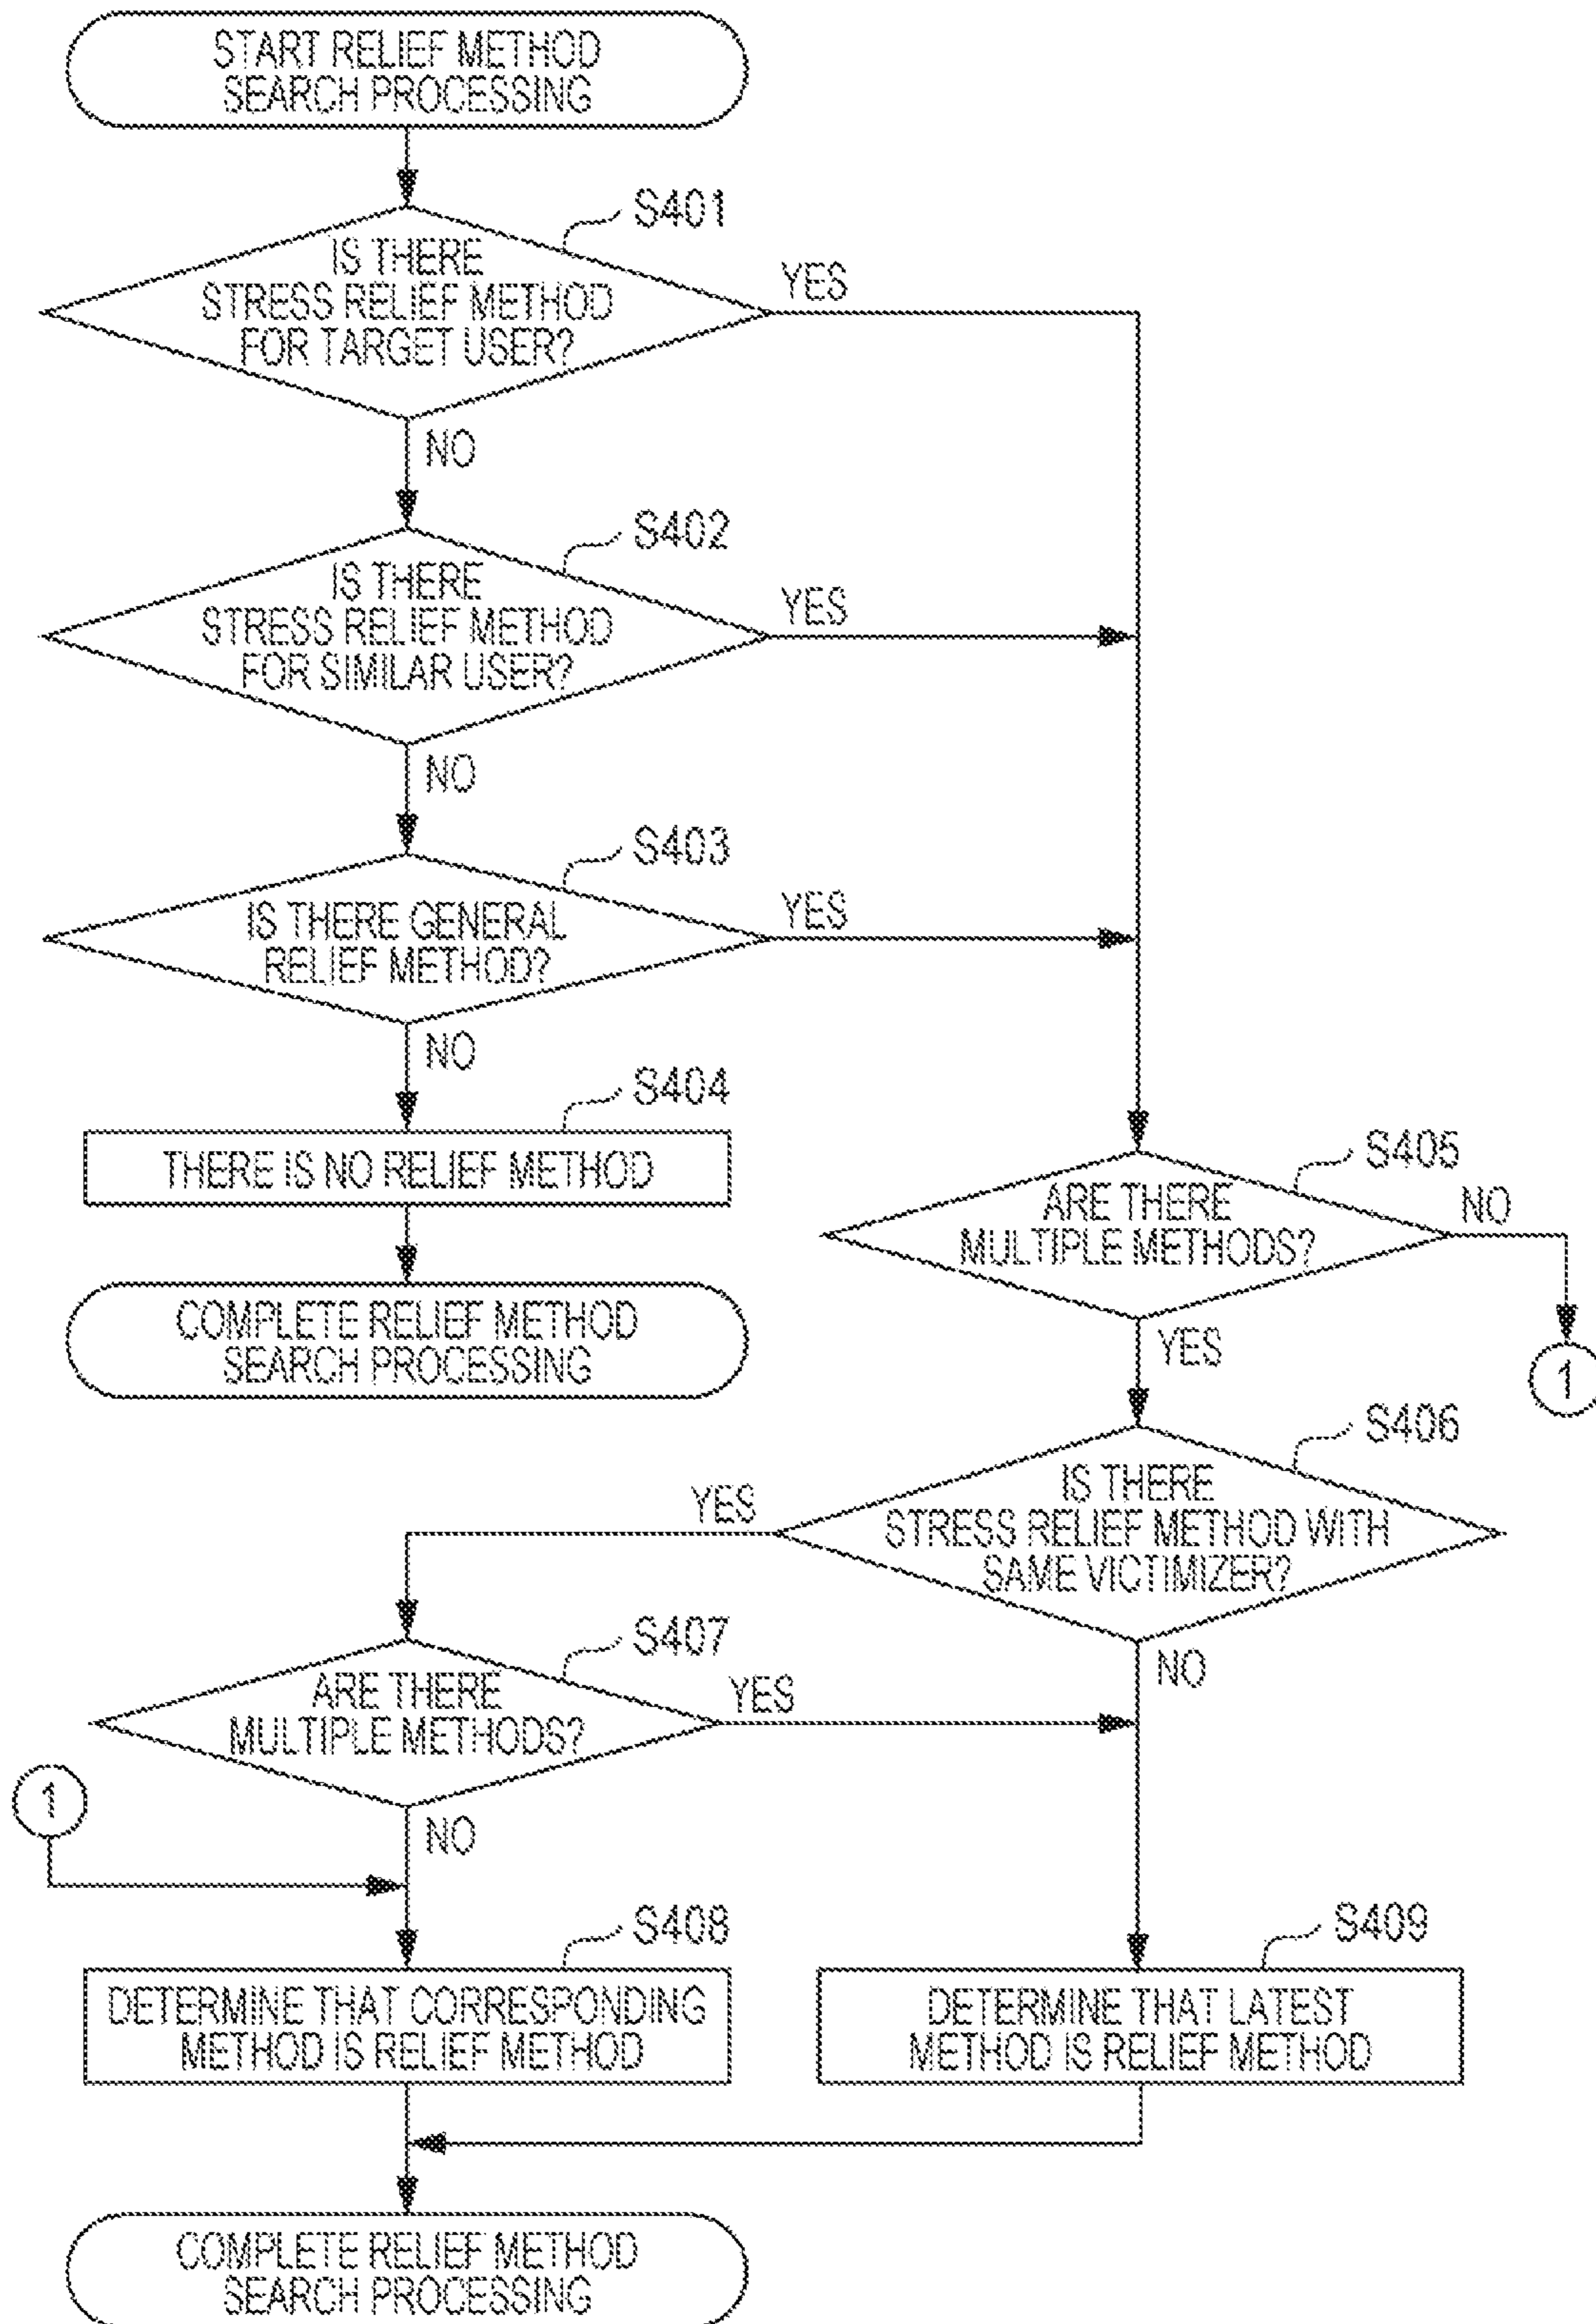 START RELIEF METHOD
SEARCH PROCESSING
S401
IS THERE
STRESS RELIEF METHOD
FOR TARGET USER?
YES
NO
S402
IS THERE
STRESS RELIEF METHOD
FOR SIMILAR USER?
YES
NO
S403
IS THERE GENERAL
RELIEF METHOD?
YES
NO
S404
THERE IS NO RELIEF METHOD
COMPLETE RELIEF METHOD
SEARCH PROCESSING
S405
ARE THERE
MULTIPLE METHODS?
NO
1
YES
S406
IS THERE
STRESS RELIEF METHOD WITH
SAME VICTIMIZER?
YES
NO
S407
ARE THERE
MULTIPLE METHODS?
YES
NO
1
S408
DETERMINE THAT CORRESPONDING
METHOD IS RELIEF METHOD
S409
DETERMINE THAT LATEST
METHOD IS RELIEF METHOD
COMPLETE RELIEF METHOD
SEARCH PROCESSING